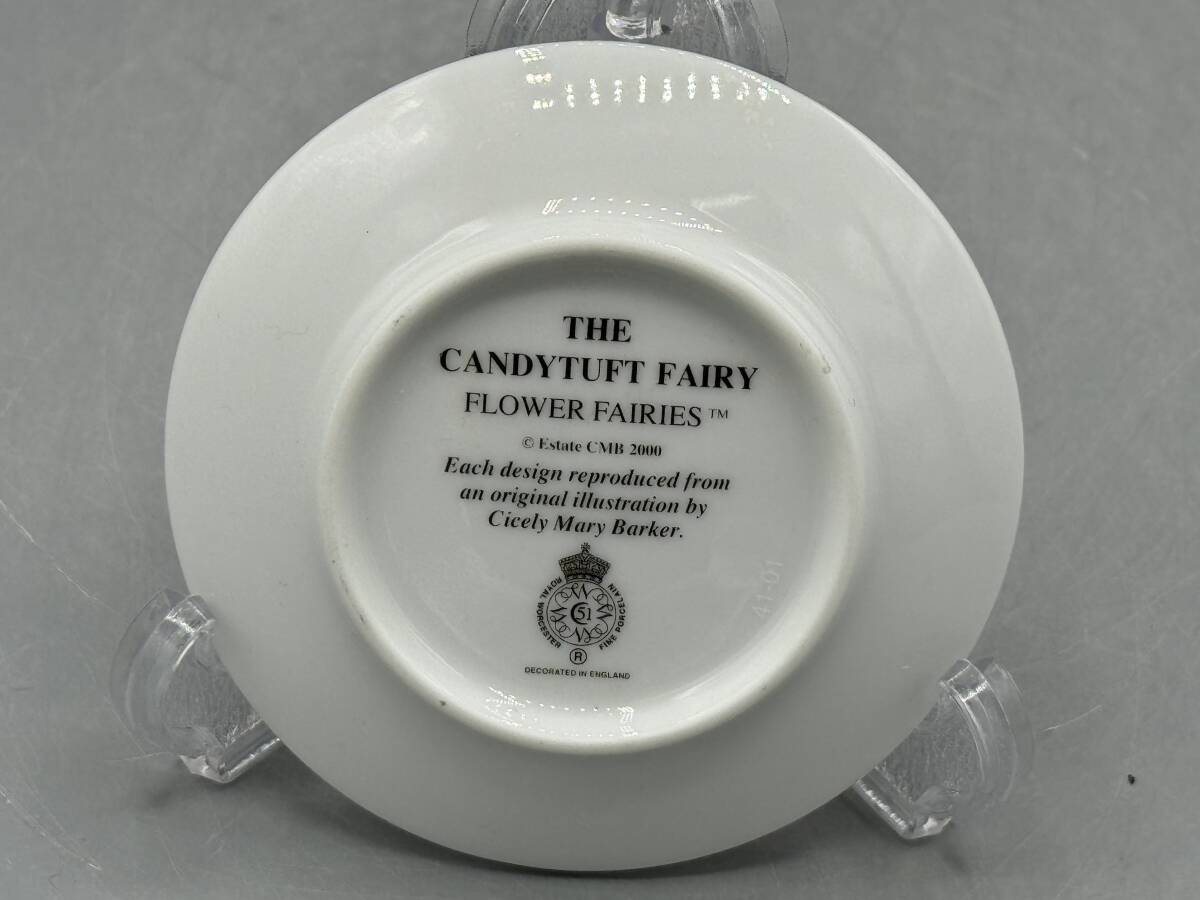 THE
CANDYTUFT FAIRY
FLOWER FAIRIES™
© Estate CMB 2000
Each design reproduced from
an original illustration by
Cicely Mary Barker.
ROYAL WORCESTER
FINE PORCELAIN
51
®
DECORATED IN ENGLAND
41-01